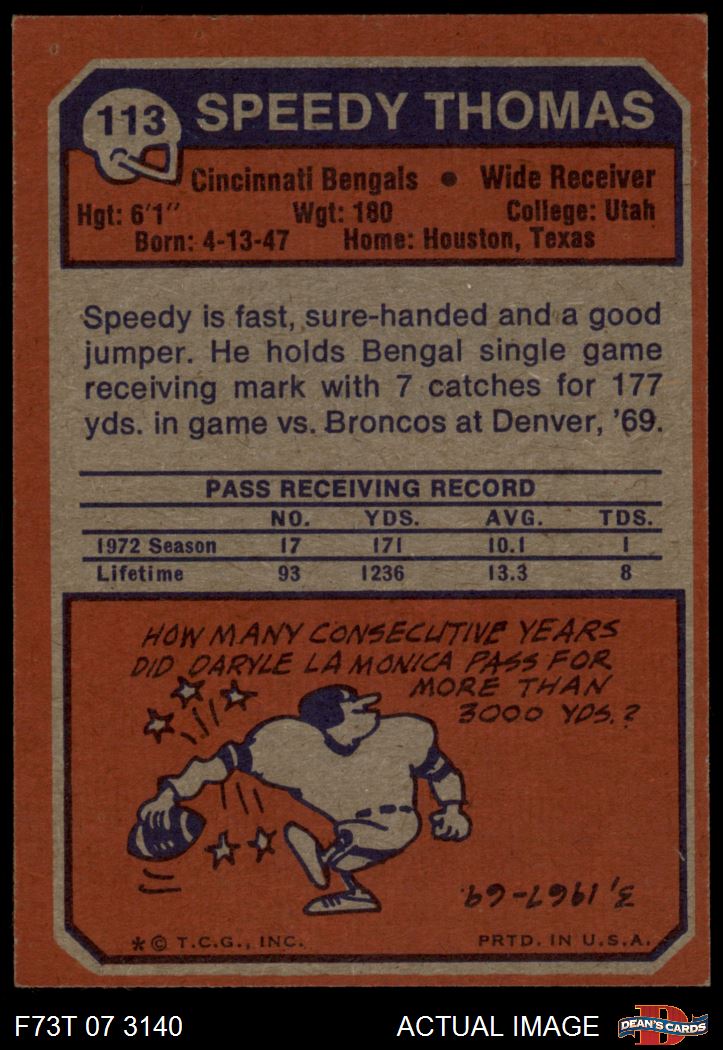 113 SPEEDY THOMAS
Cincinnati Bengals • Wide Receiver
Hgt: 6'1" Wgt: 180 College: Utah
Born: 4-13-47 Home: Houston, Texas
Speedy is fast, sure-handed and a good
jumper. He holds Bengal single game
receiving mark with 7 catches for 177
yds. in game vs. Broncos at Denver, '69.
PASS RECEIVING RECORD
NO. YDS. AVG. TDS.
1972 Season 17 171 10.1 1
Lifetime 93 1236 13.3 8
HOW MANY CONSECUTIVE YEARS
DID DARYLE LA MONICA PASS FOR
MORE THAN
3000 YDS.?
3, 1967-69.
* © T.C.G., INC. PRTD. IN U.S.A.
F73T 07 3140 ACTUAL IMAGE D DEAN'S CARDS